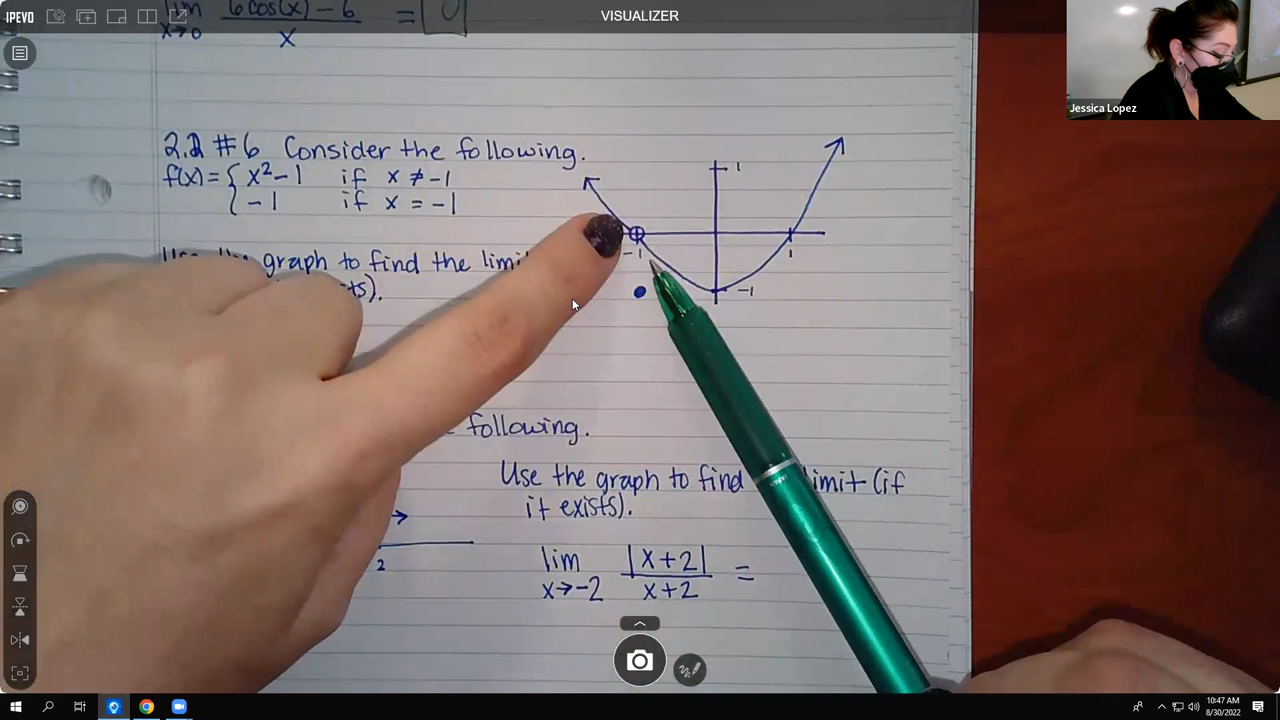 IPEVO
VISUALIZER
lim 6cos(x) - 6 = 0
x→0 x
Jessica Lopez
2.2 #6 Consider the following.
f(x) = { x² - 1 if x ≠ -1
{ -1 if x = -1
1
-1
1
-1
graph to find the
following.
Use the graph to find limit (if
it exists).
2
lim |x+2| =
x→-2 x+2
10:47 AM
8/30/2022